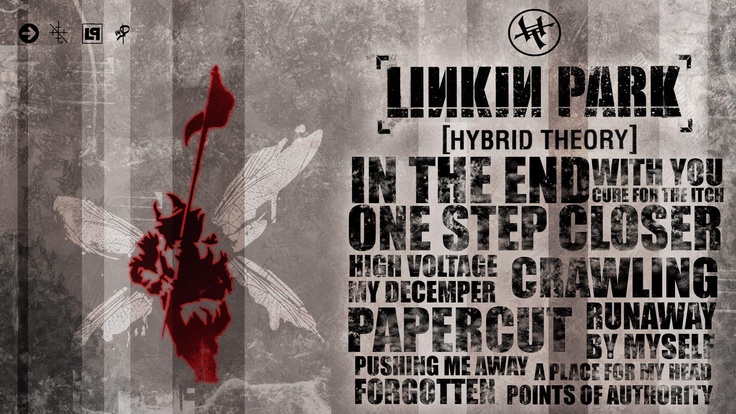 LINKIN PARK
[HYBRID THEORY]
IN THE END
WITH YOU
CURE FOR THE ITCH
ONE STEP CLOSER
HIGH VOLTAGE
MY DECEMPER
CRAWLING
PAPERCUT
RUNAWAY
BY MYSELF
PUSHING ME AWAY
A PLACE FOR MY HEAD
FORGOTTEN
POINTS OF AUTHORITY